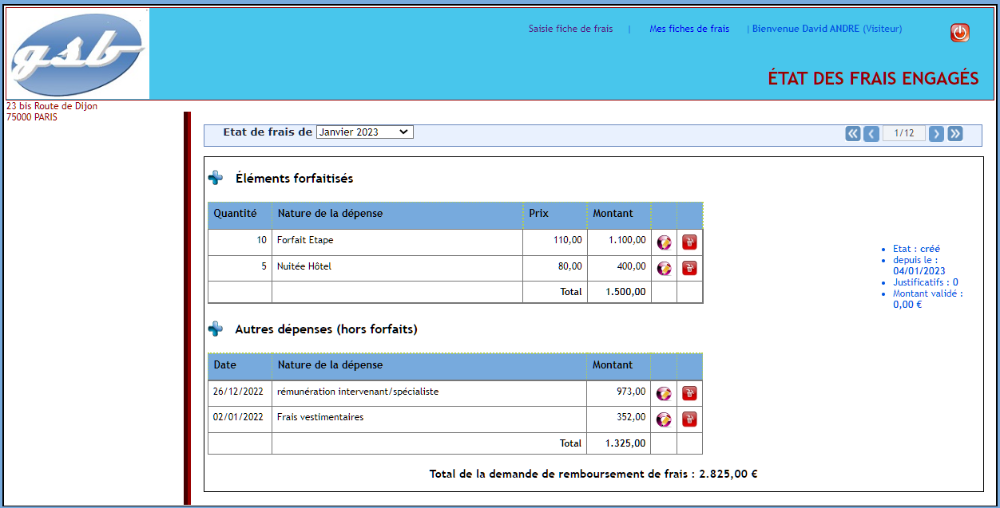 gsb
Saisie fiche de frais | Mes fiches de frais | Bienvenue David ANDRE (Visiteur)
ÉTAT DES FRAIS ENGAGÉS
23 bis Route de Dijon
75000 PARIS
Etat de frais de Janvier 2023 1/12
Éléments forfaitisés
Quantité Nature de la dépense Prix Montant
10 Forfait Etape 110,00 1.100,00
5 Nuitée Hôtel 80,00 400,00
Total 1.500,00
Etat : créé
depuis le :
04/01/2023
Justificatifs : 0
Montant validé :
0,00 €
Autres dépenses (hors forfaits)
Date Nature de la dépense Montant
26/12/2022 rémunération intervenant/spécialiste 973,00
02/01/2022 Frais vestimentaires 352,00
Total 1.325,00
Total de la demande de remboursement de frais : 2.825,00 €